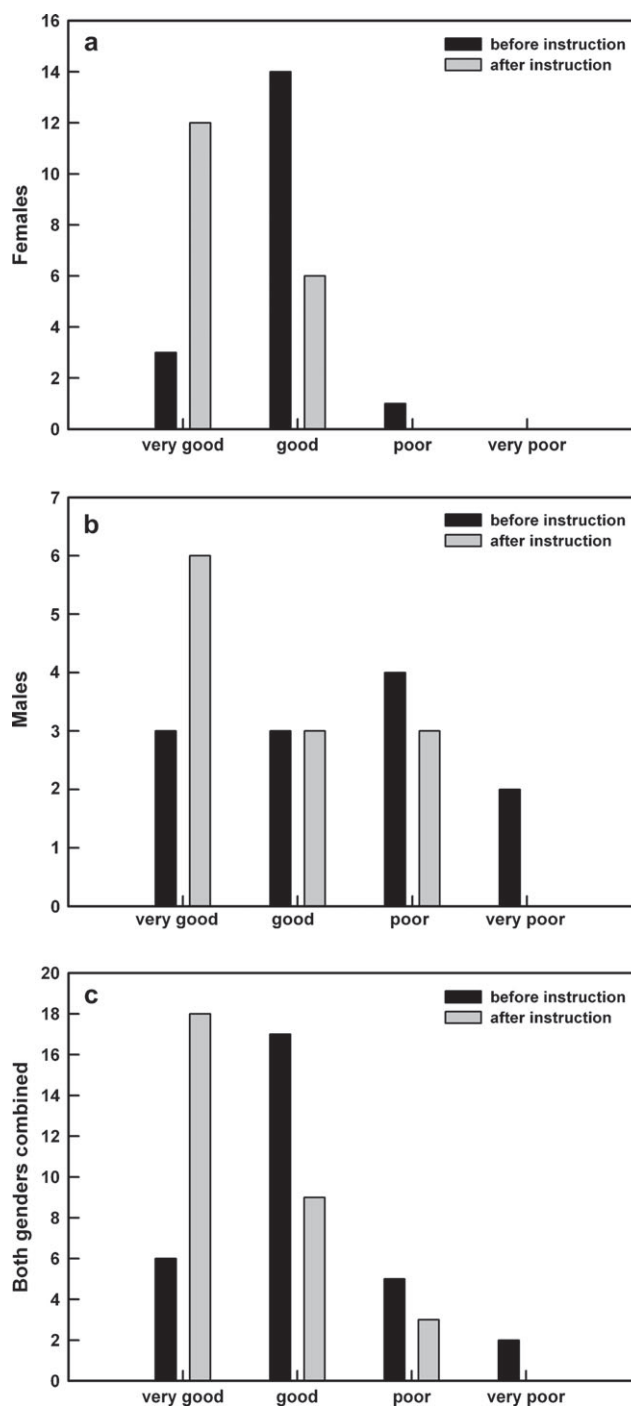 16
a
before instruction
after instruction
14
12
10
8
6
4
2
0
Females
very good good poor very poor
7
b
before instruction
after instruction
6
5
4
3
2
1
0
Males
very good good poor very poor
20
c
before instruction
after instruction
18
16
14
12
10
8
6
4
2
0
Both genders combined
very good good poor very poor